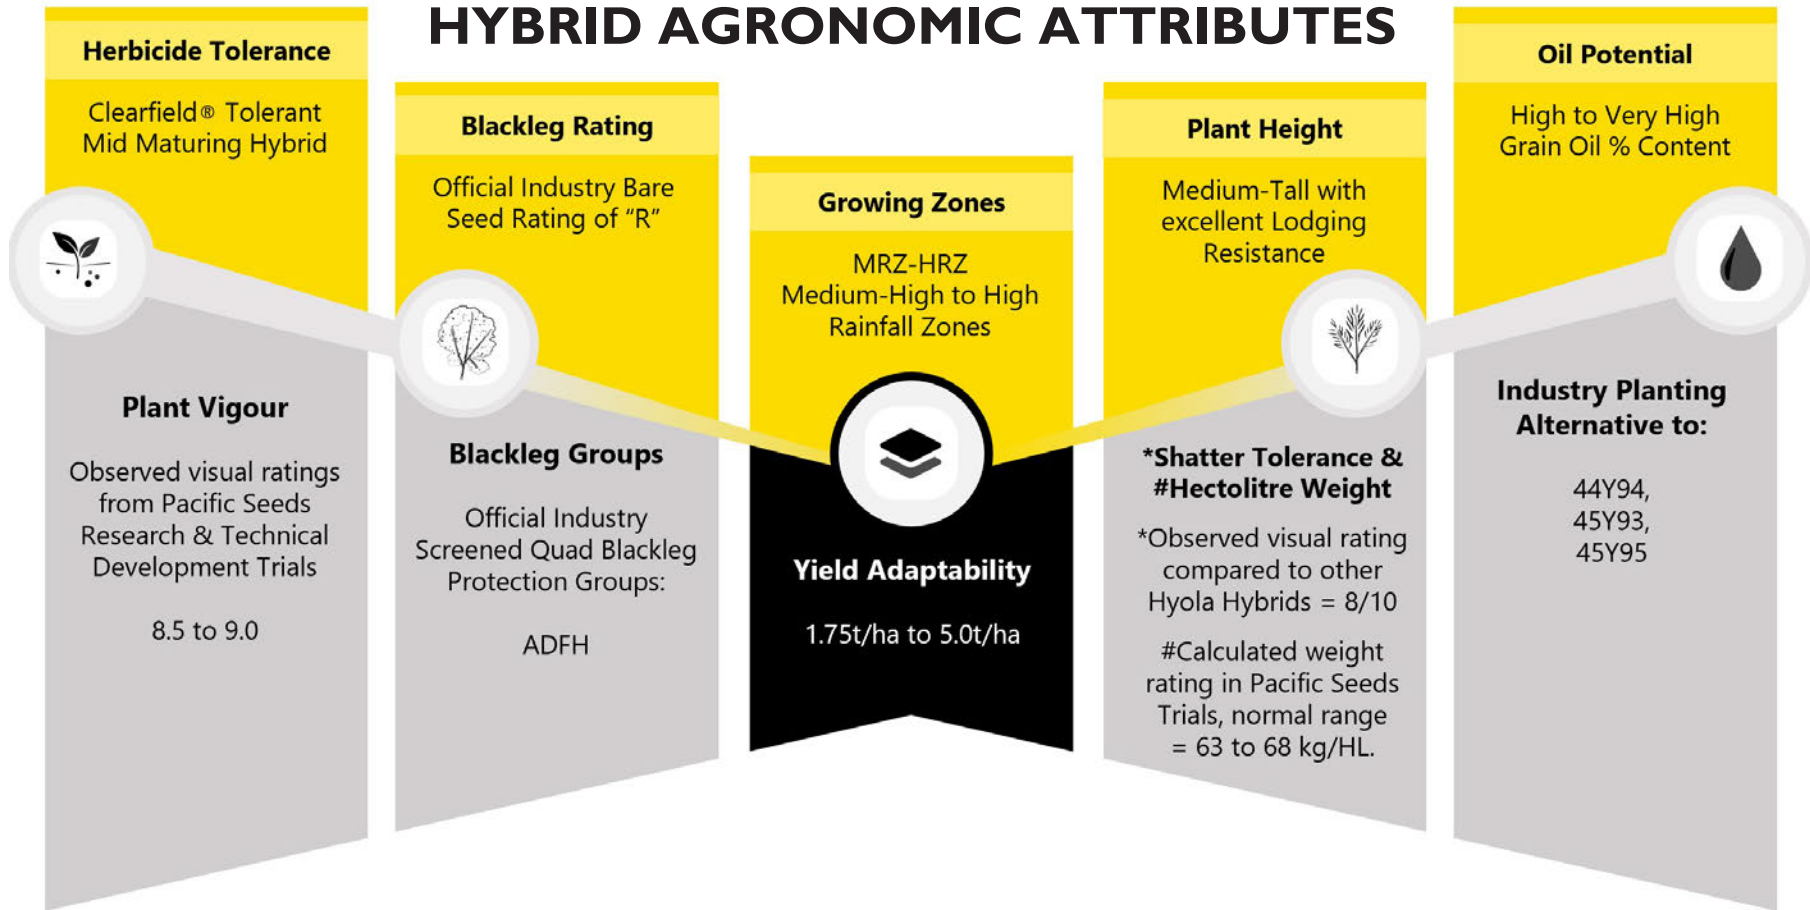 HYBRID AGRONOMIC ATTRIBUTES
Herbicide Tolerance
Clearfield® Tolerant
Mid Maturing Hybrid
Plant Vigour
Observed visual ratings
from Pacific Seeds
Research & Technical
Development Trials
8.5 to 9.0
Blackleg Rating
Official Industry Bare
Seed Rating of “R”
Blackleg Groups
Official Industry
Screened Quad Blackleg
Protection Groups:
ADFH
Growing Zones
MRZ-HRZ
Medium-High to High
Rainfall Zones
Yield Adaptability
1.75t/ha to 5.0t/ha
Plant Height
Medium-Tall with
excellent Lodging
Resistance
*Shatter Tolerance &
#Hectolitre Weight
*Observed visual rating
compared to other
Hyola Hybrids = 8/10
#Calculated weight
rating in Pacific Seeds
Trials, normal range
= 63 to 68 kg/HL.
Oil Potential
High to Very High
Grain Oil % Content
Industry Planting
Alternative to:
44Y94,
45Y93,
45Y95